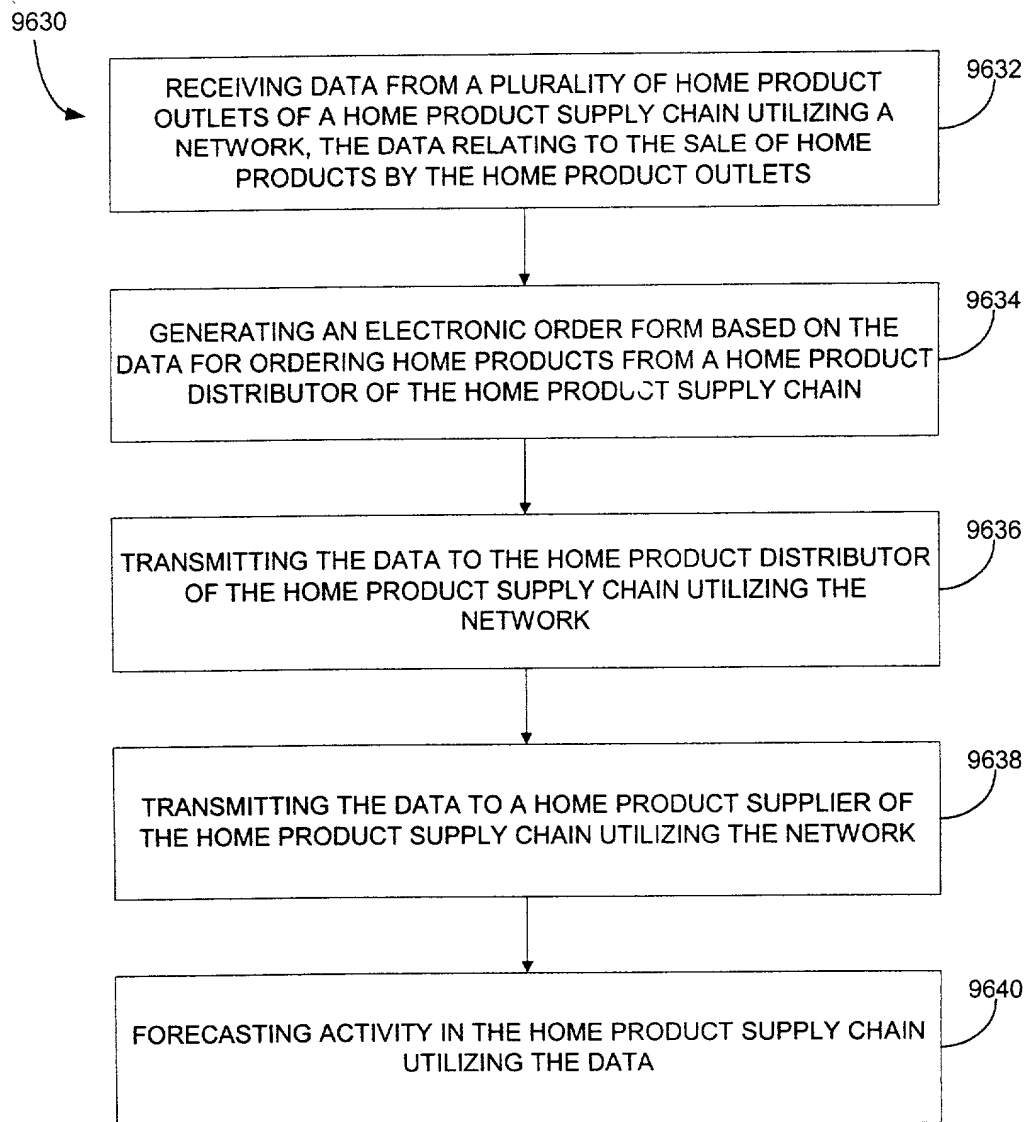 9630
RECEIVING DATA FROM A PLURALITY OF HOME PRODUCT
OUTLETS OF A HOME PRODUCT SUPPLY CHAIN UTILIZING A
NETWORK, THE DATA RELATING TO THE SALE OF HOME
PRODUCTS BY THE HOME PRODUCT OUTLETS
9632
GENERATING AN ELECTRONIC ORDER FORM BASED ON THE
DATA FOR ORDERING HOME PRODUCTS FROM A HOME PRODUCT
DISTRIBUTOR OF THE HOME PRODUCT SUPPLY CHAIN
9634
TRANSMITTING THE DATA TO THE HOME PRODUCT DISTRIBUTOR
OF THE HOME PRODUCT SUPPLY CHAIN UTILIZING THE
NETWORK
9636
TRANSMITTING THE DATA TO A HOME PRODUCT SUPPLIER OF
THE HOME PRODUCT SUPPLY CHAIN UTILIZING THE NETWORK
9638
FORECASTING ACTIVITY IN THE HOME PRODUCT SUPPLY CHAIN
UTILIZING THE DATA
9640